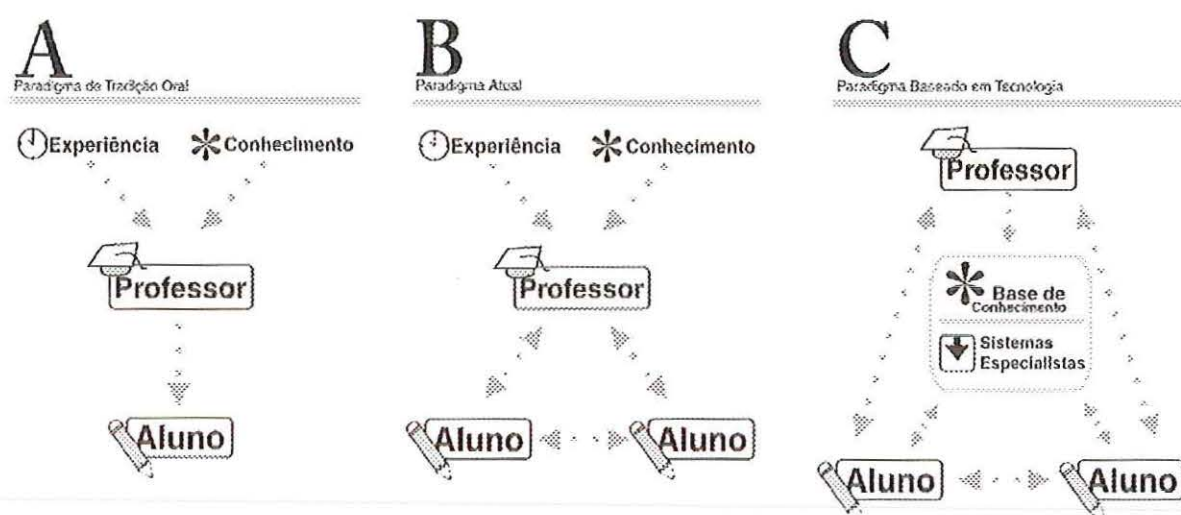 A
Paradigma de Tradição Oral
Experiência
Conhecimento
Professor
Aluno
B
Paradigma Atual
Experiência
Conhecimento
Professor
Aluno
Aluno
C
Paradigma Baseado em Tecnologia
Professor
Base de
Conhecimento
Sistemas
Especialistas
Aluno
Aluno